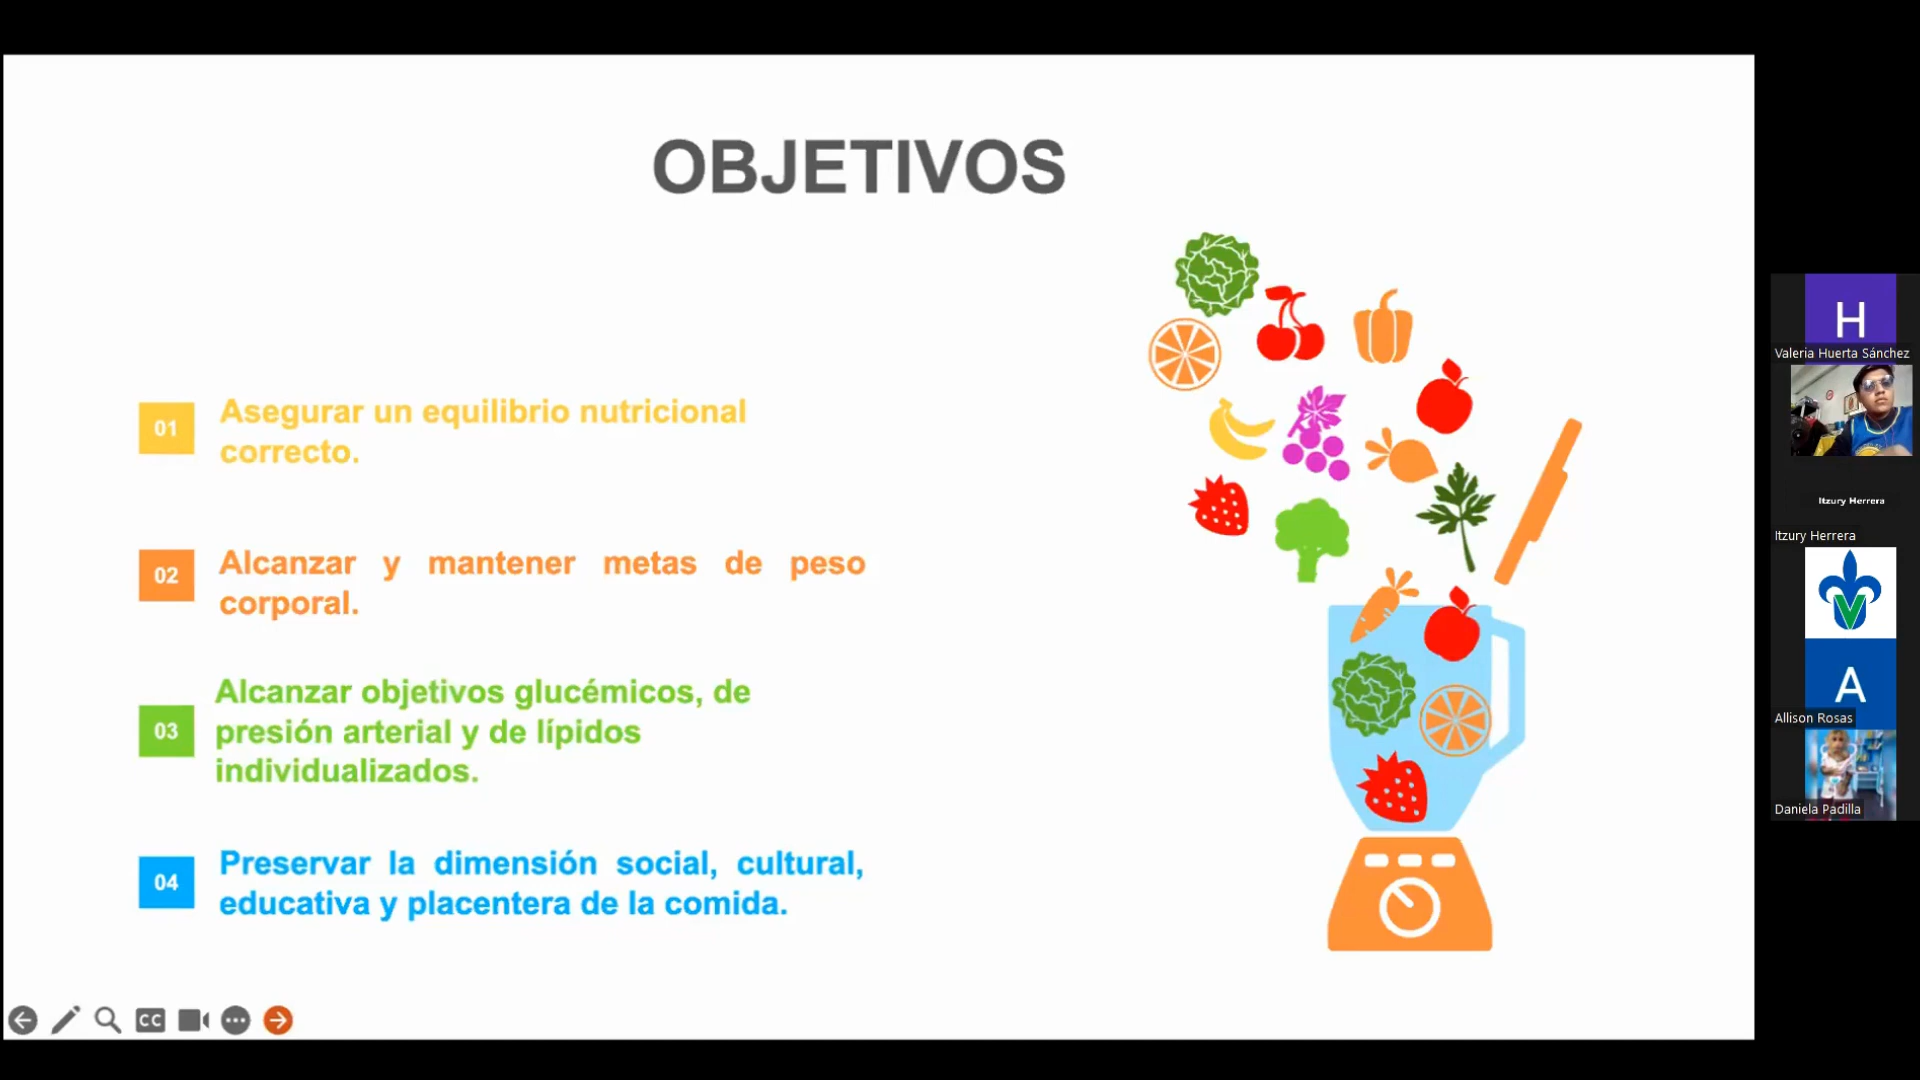 OBJETIVOS
01
Asegurar un equilibrio nutricional
correcto.
02
Alcanzar y mantener metas de peso
corporal.
03
Alcanzar objetivos glucémicos, de
presión arterial y de lípidos
individualizados.
04
Preservar la dimensión social, cultural,
educativa y placentera de la comida.
CC
H
Valeria Huerta Sánchez
Itzury Herrera
Itzury Herrera
V
A
Allison Rosas
Daniela Padilla